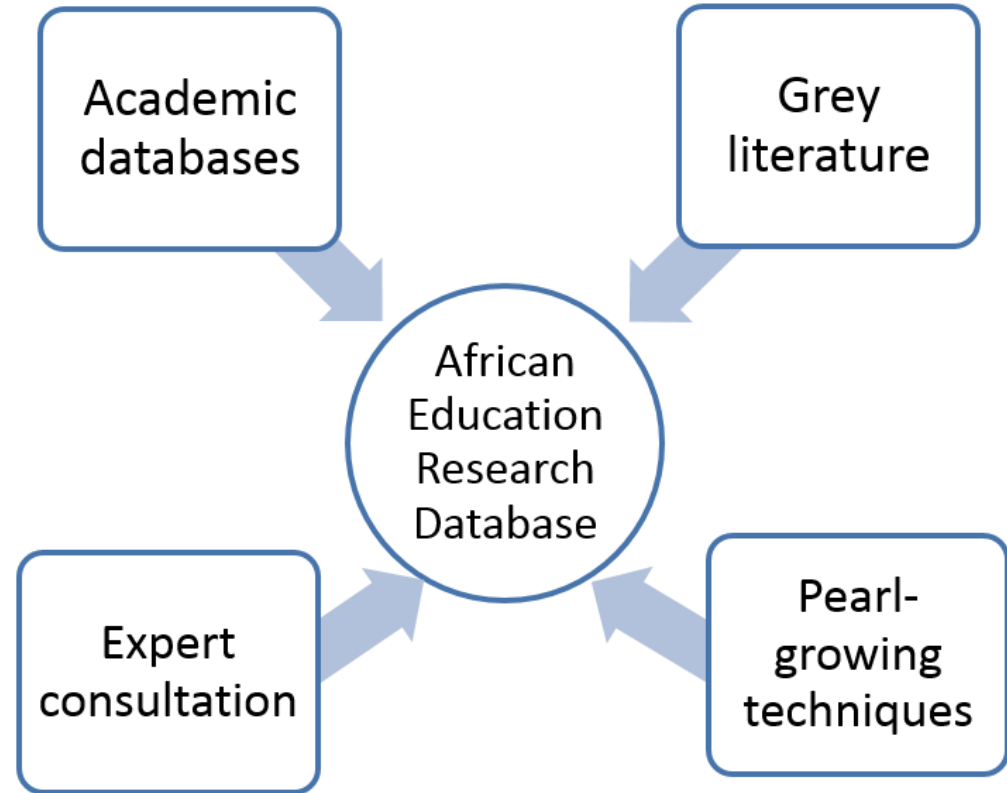 Academic
databases
Grey
literature
African
Education
Research
Database
Expert
consultation
Pearl-
growing
techniques